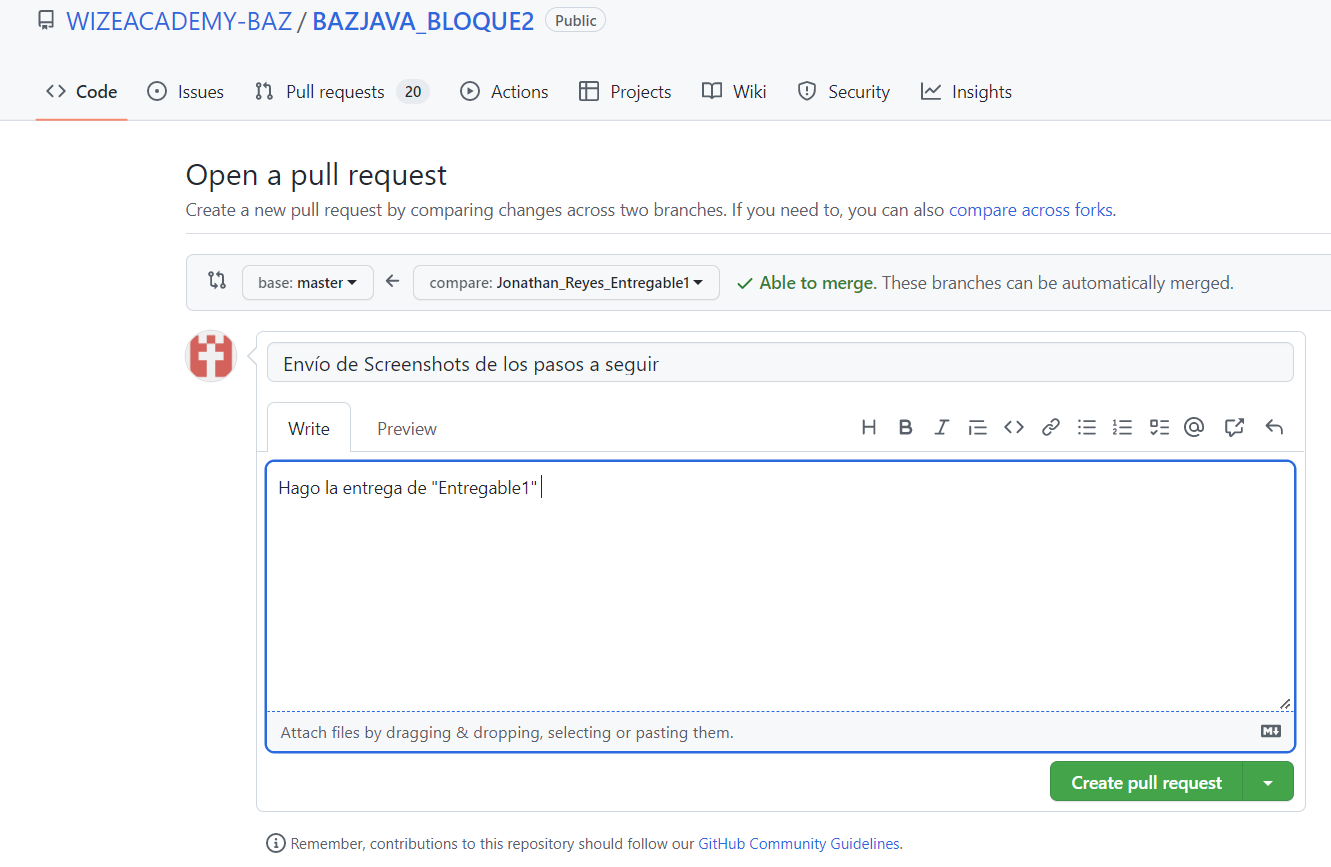 WIZEACADEMY-BAZ / BAZJAVA_BLOQUE2 Public
Code Issues Pull requests 20 Actions Projects Wiki Security Insights
Open a pull request
Create a new pull request by comparing changes across two branches. If you need to, you can also compare across forks.
base: master compare: Jonathan_Reyes_Entregable1 Able to merge. These branches can be automatically merged.
Envío de Screenshots de los pasos a seguir
Write Preview
Hago la entrega de "Entregable1"
Attach files by dragging & dropping, selecting or pasting them.
Create pull request
Remember, contributions to this repository should follow our GitHub Community Guidelines.